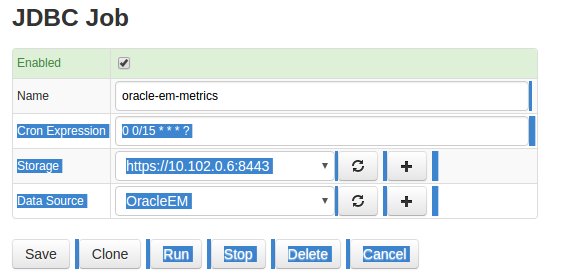 JDBC Job
Enabled
Name oracle-em-metrics
Cron Expression 0 0/15 * * * ?
Storage https://10.102.0.6:8443
Data Source OracleEM
Save Clone Run Stop Delete Cancel